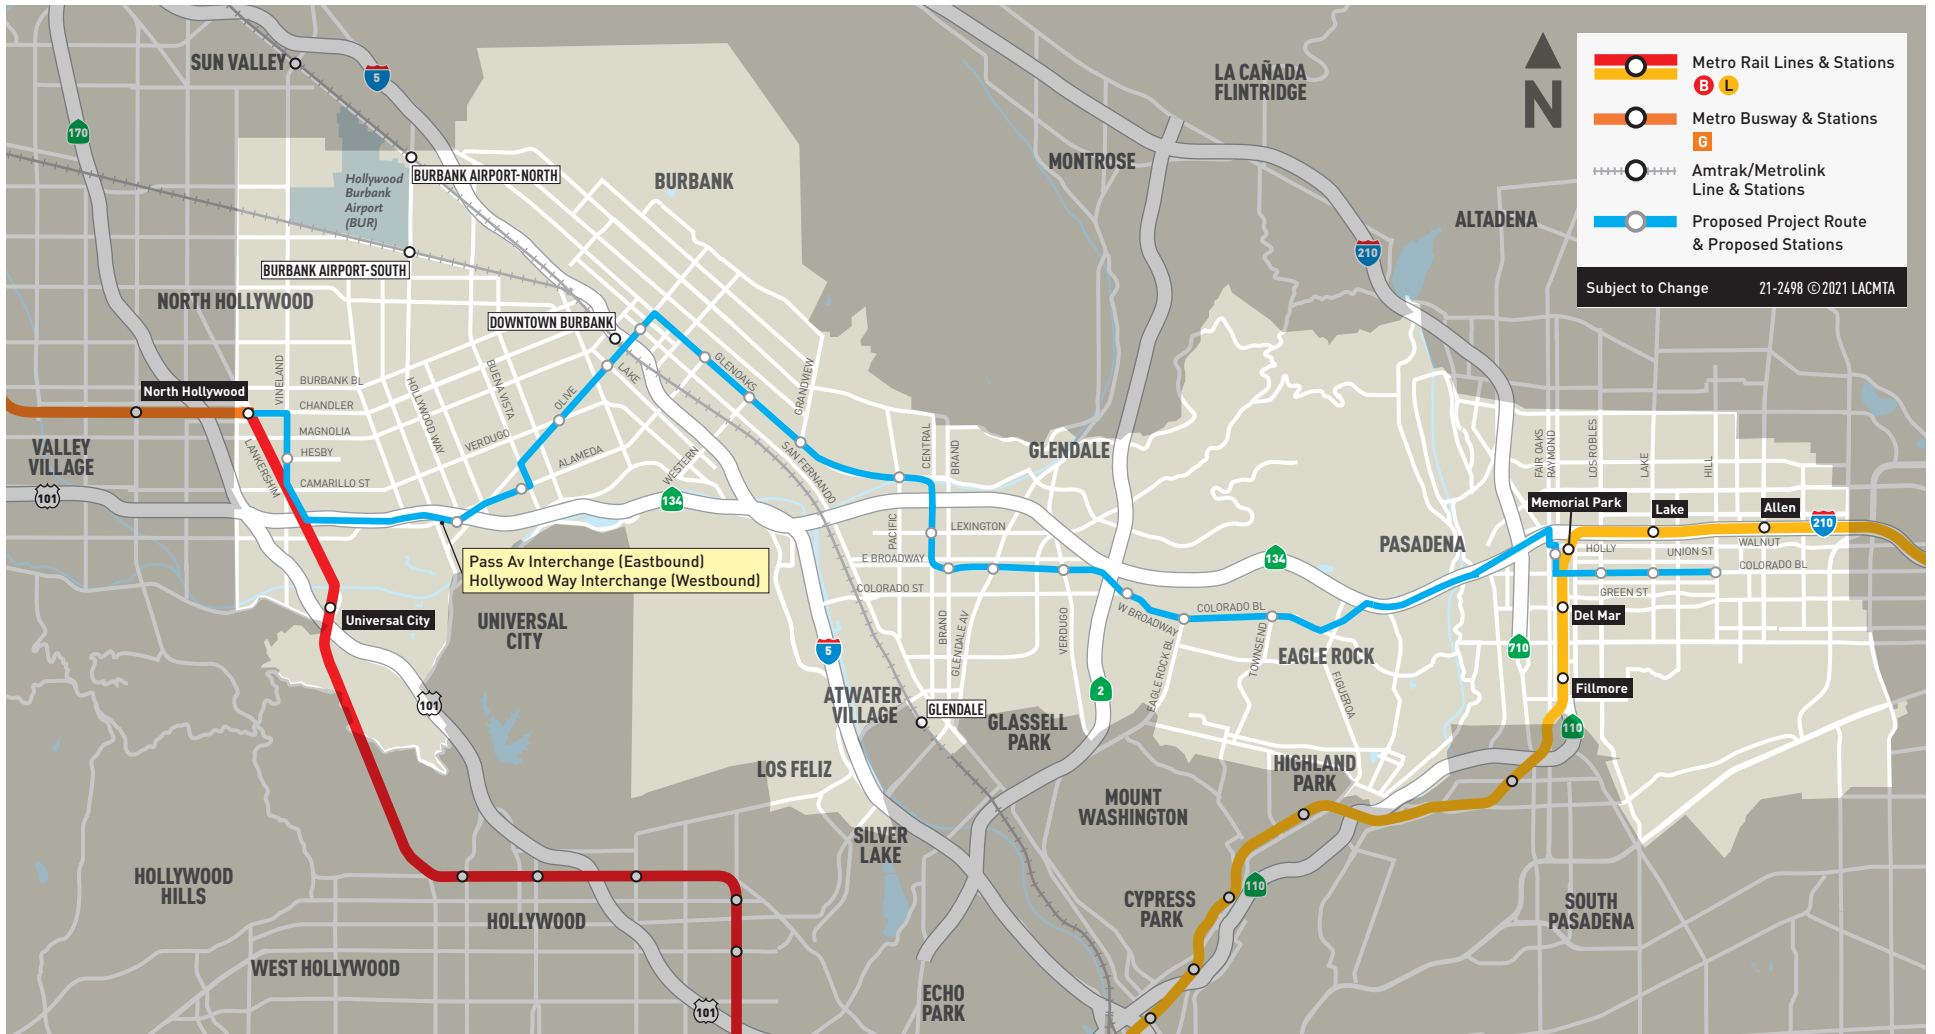 SUN VALLEY
5
170
LA CAÑADA
FLINTRIDGE
N
Metro Rail Lines & Stations
B L
Metro Busway & Stations
G
Amtrak/Metrolink
Line & Stations
Proposed Project Route
& Proposed Stations
Subject to Change
21-2498 ©2021 LACMTA
MONTROSE
ALTADENA
210
Hollywood
Burbank
Airport
(BUR)
BURBANK AIRPORT-NORTH
BURBANK
BURBANK AIRPORT-SOUTH
NORTH HOLLYWOOD
DOWNTOWN BURBANK
North Hollywood
VINELAND
BURBANK BL
CHANDLER
MAGNOLIA
HESBY
CAMARILLO ST
LANKERSHIM
HOLLYWOOD WAY
BUENA VISTA
VERDUGO
OLIVE
ALAMEDA
LAKE
GLENOAKS
GRANDVIEW
WESTERN
SAN FERNANDO
VALLEY
VILLAGE
101
134
Pass Av Interchange (Eastbound)
Hollywood Way Interchange (Westbound)
CENTRAL
BRAND
GLENDALE
PACIFIC
LEXINGTON
E BROADWAY
COLORADO ST
BRAND
GLENDALE AV
VERDUGO
134
W BROADWAY
COLORADO BL
EAGLE ROCK BL
TOWNSEND
EAGLE ROCK
FIGUEROA
PASADENA
FAIR OAKS
RAYMOND
LOS ROBLES
LAKE
HILL
Memorial Park
Lake
Allen
210
HOLLY
UNION ST
WALNUT
COLORADO BL
GREEN ST
Del Mar
710
Fillmore
110
Universal City
UNIVERSAL
CITY
101
5
ATWATER
VILLAGE
GLENDALE
2
GLASSELL
PARK
LOS FELIZ
HIGHLAND
PARK
MOUNT
WASHINGTON
SILVER
LAKE
HOLLYWOOD
HILLS
HOLLYWOOD
110
CYPRESS
PARK
SOUTH
PASADENA
WEST HOLLYWOOD
ECHO
PARK
101